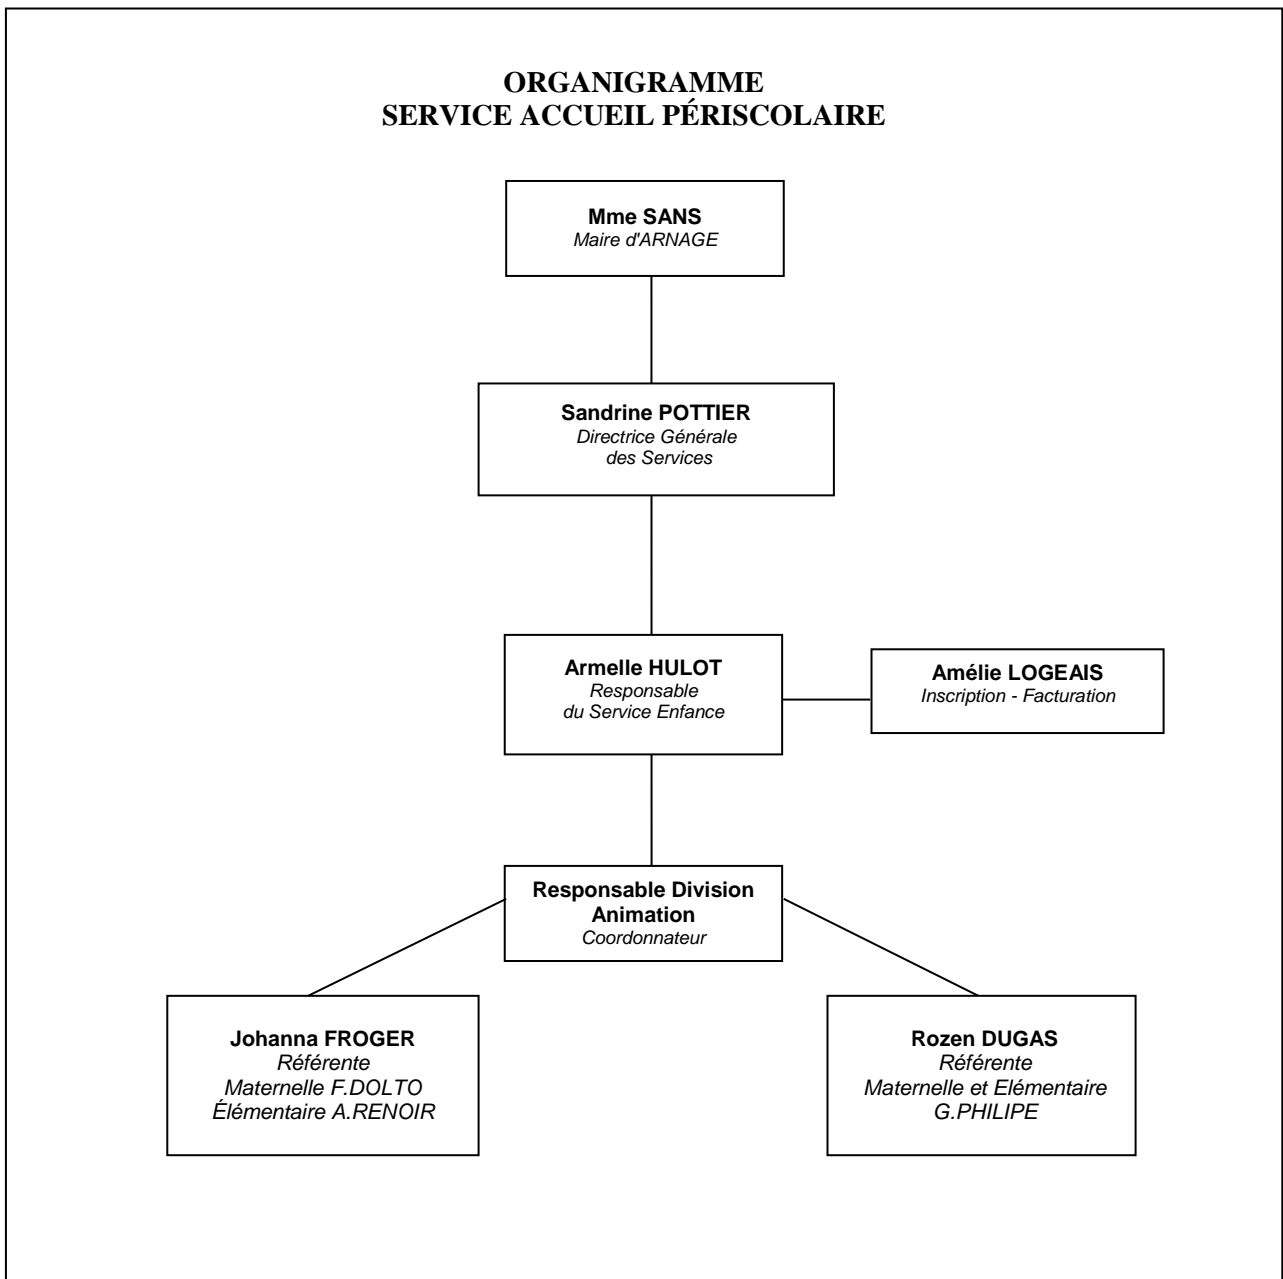 ORGANIGRAMME
SERVICE ACCUEIL PÉRISCOLAIRE
Mme SANS
Maire d'ARNAGE
Sandrine POTTIER
Directrice Générale
des Services
Armelle HULOT
Responsable
du Service Enfance
Amélie LOGEAIS
Inscription - Facturation
Responsable Division
Animation
Coordonnateur
Johanna FROGER
Référente
Maternelle F.DOLTO
Élémentaire A.RENOIR
Rozen DUGAS
Référente
Maternelle et Elémentaire
G.PHILIPE